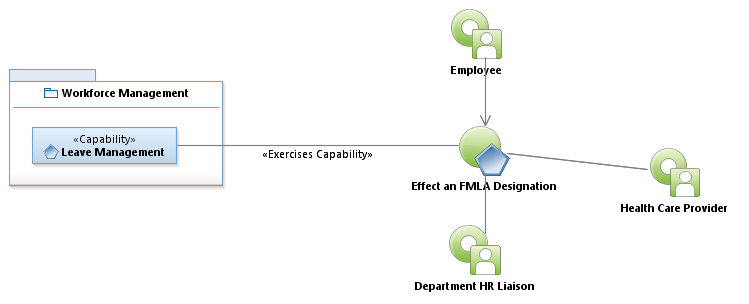 Employee
Workforce Management
«Capability»
Leave Management
«Exercises Capability»
Effect an FMLA Designation
Health Care Provider
Department HR Liaison